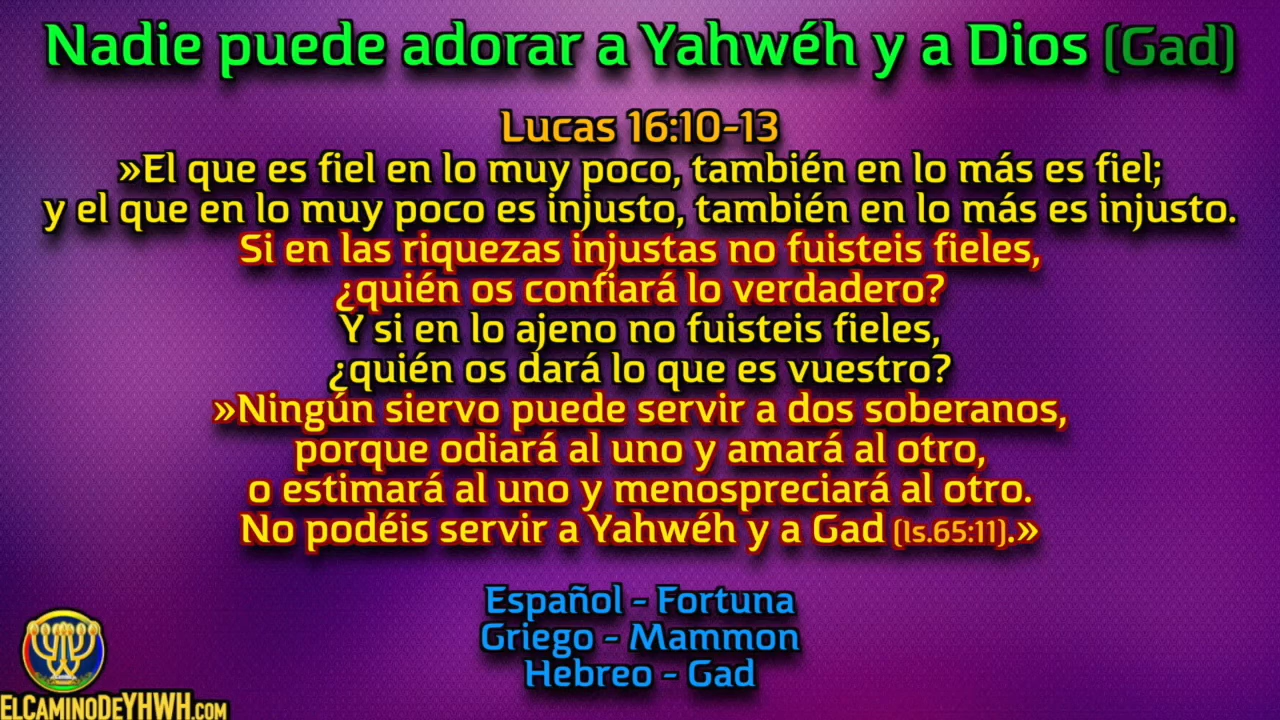 Nadie puede adorar a Yahwéh y a Dios (Gad)
Lucas 16:10-13
»El que es fiel en lo muy poco, también en lo más es fiel;
y el que en lo muy poco es injusto, también en lo más es injusto.
Si en las riquezas injustas no fuisteis fieles,
¿quién os confiará lo verdadero?
Y si en lo ajeno no fuisteis fieles,
¿quién os dará lo que es vuestro?
»Ningún siervo puede servir a dos soberanos,
porque odiará al uno y amará al otro,
o estimará al uno y menospreciará al otro.
No podéis servir a Yahwéh y a Gad (Is.65:11).»
Español - Fortuna
Griego - Mammon
Hebreo - Gad
ELCAMINODEYHWH.com